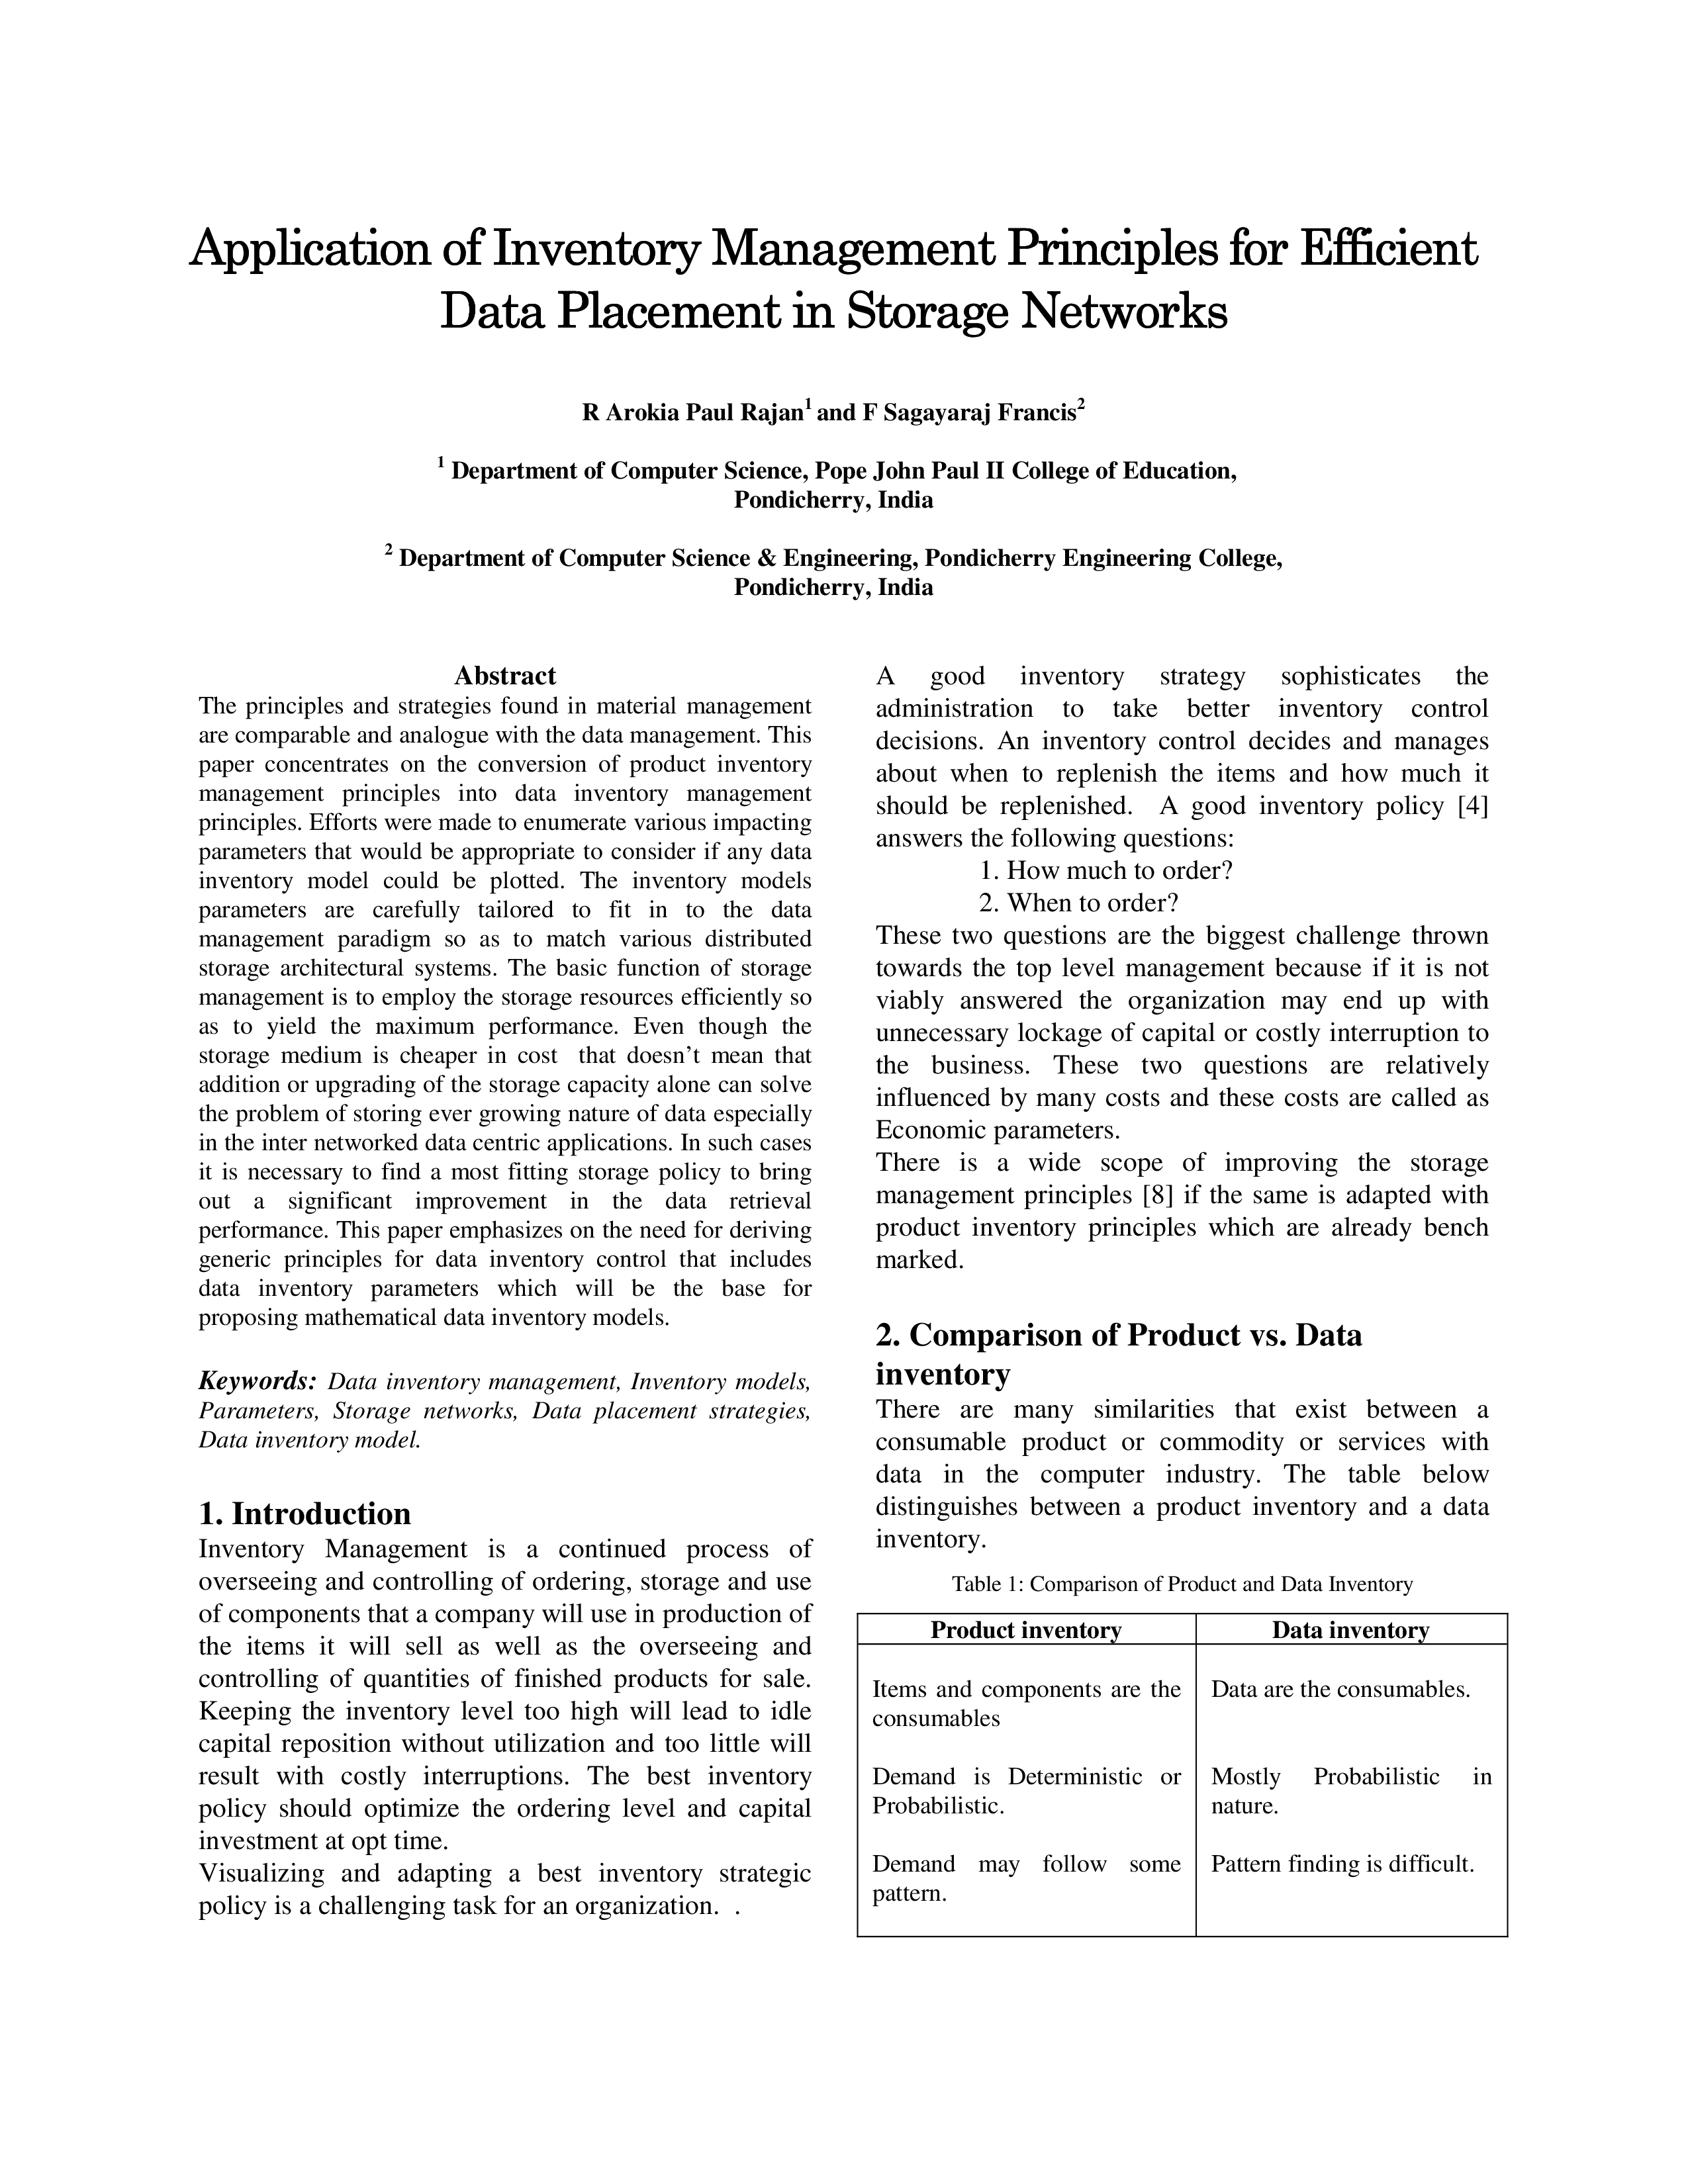 Application of Inventory Management Principles for Efficient
Data Placement in Storage Networks
R Arokia Paul Rajan1 and F Sagayaraj Francis2
1 Department of Computer Science, Pope John Paul II College of Education,
Pondicherry, India
2 Department of Computer Science & Engineering, Pondicherry Engineering College,
Pondicherry, India
Abstract
The principles and strategies found in material management
are comparable and analogue with the data management. This
paper concentrates on the conversion of product inventory
management principles into data inventory management
principles. Efforts were made to enumerate various impacting
parameters that would be appropriate to consider if any data
inventory model could be plotted. The inventory models
parameters are carefully tailored to fit in to the data
management paradigm so as to match various distributed
storage architectural systems. The basic function of storage
management is to employ the storage resources efficiently so
as to yield the maximum performance. Even though the
storage medium is cheaper in cost that doesn't mean that
addition or upgrading of the storage capacity alone can solve
the problem of storing ever growing nature of data especially
in the inter networked data centric applications. In such cases
it is necessary to find a most fitting storage policy to bring
out a significant improvement in the data retrieval
performance. This paper emphasizes on the need for deriving
generic principles for data inventory control that includes
data inventory parameters which will be the base for
proposing mathematical data inventory models.
Keywords: Data inventory management, Inventory models,
Parameters, Storage networks, Data placement strategies,
Data inventory model.
1. Introduction
Inventory Management is a continued process of
overseeing and controlling of ordering, storage and use
of components that a company will use in production of
the items it will sell as well as the overseeing and
controlling of quantities of finished products for sale.
Keeping the inventory level too high will lead to idle
capital reposition without utilization and too little will
result with costly interruptions. The best inventory
policy should optimize the ordering level and capital
investment at opt time.
Visualizing and adapting a best inventory strategic
policy is a challenging task for an organization. .
A good inventory strategy sophisticates the
administration to take better inventory control
decisions. An inventory control decides and manages
about when to replenish the items and how much it
should be replenished. A good inventory policy [4]
answers the following questions:
1. How much to order?
2. When to order?
These two questions are the biggest challenge thrown
towards the top level management because if it is not
viably answered the organization may end up with
unnecessary lockage of capital or costly interruption to
the business. These two questions are relatively
influenced by many costs and these costs are called as
Economic parameters.
There is a wide scope of improving the storage
management principles [8] if the same is adapted with
product inventory principles which are already bench
marked.
2. Comparison of Product vs. Data
inventory
There are many similarities that exist between a
consumable product or commodity or services with
data in the computer industry. The table below
distinguishes between a product inventory and a data
inventory.
Table 1: Comparison of Product and Data Inventory
Product inventory Data inventory
Items and components are the Data are the consumables.
consumables
Demand is Deterministic or Mostly Probabilistic in
Probabilistic. nature.
Demand may follow some Pattern finding is difficult.
pattern.